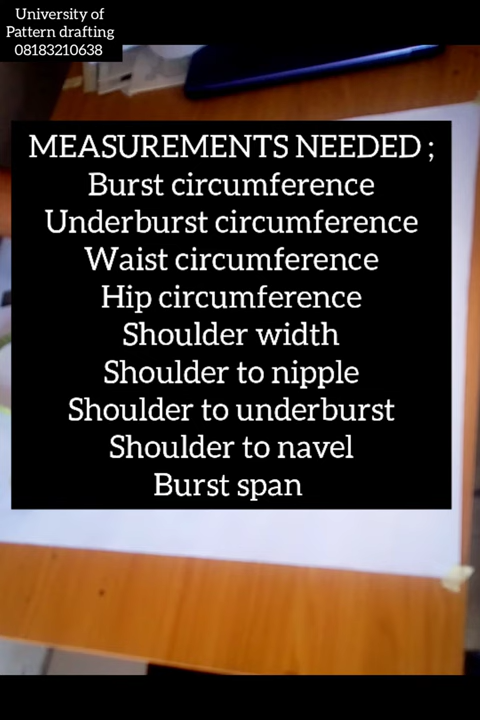 University of
Pattern drafting
08183210638
MEASUREMENTS NEEDED ;
Burst circumference
Underburst circumference
Waist circumference
Hip circumference
Shoulder width
Shoulder to nipple
Shoulder to underburst
Shoulder to navel
Burst span